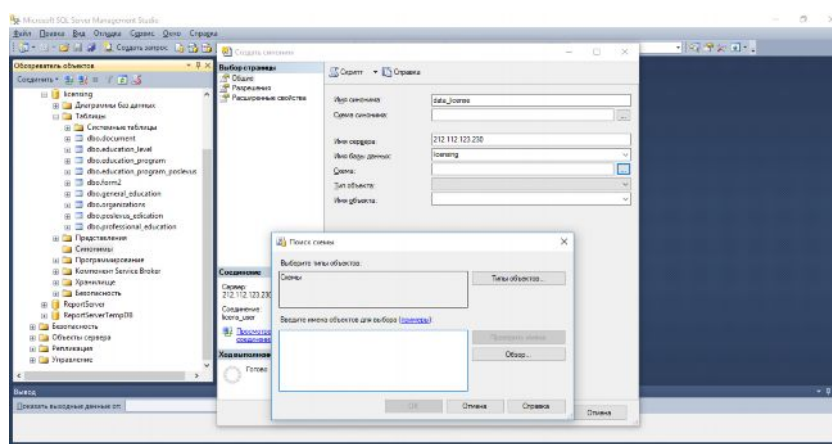 Microsoft SQL Server Management Studio
Файл Правка Вид Отладка Сервис Окно Справка
Создать запрос
Обозреватель объектов
Соединить
licensing
Диаграммы баз данных
Таблицы
Системные таблицы
dbo.document
dbo.education_level
dbo.education_program
dbo.education_program_poslevus
dbo.form2
dbo.general_education
dbo.organizations
dbo.poslevus_edication
dbo.professional_education
Представления
Синонимы
Программирование
Компонент Service Broker
Хранилище
Безопасность
ReportServer
ReportServerTempDB
Безопасность
Объекты сервера
Репликация
Управление
Вывод
Показать выходные данные от:
Создать синоним
Выбор страницы
Общие
Разрешения
Расширенные свойства
Скрипт
Справка
Имя синонима: data_license
Схема синонима:
Имя сервера: 212.112.123.230
Имя базы данных: licensing
Схема:
Тип объекта:
Имя объекта:
Соединение
Сервер:
212.112.123.230
Соединение:
Ход выполнения
Готово
Отмена
Поиск схемы
Выберите типы объектов:
Схемы
Типы объектов...
Введите имена объектов для выбора (примеры):
Проверить имена
Обзор...
ОК
Отмена
Справка